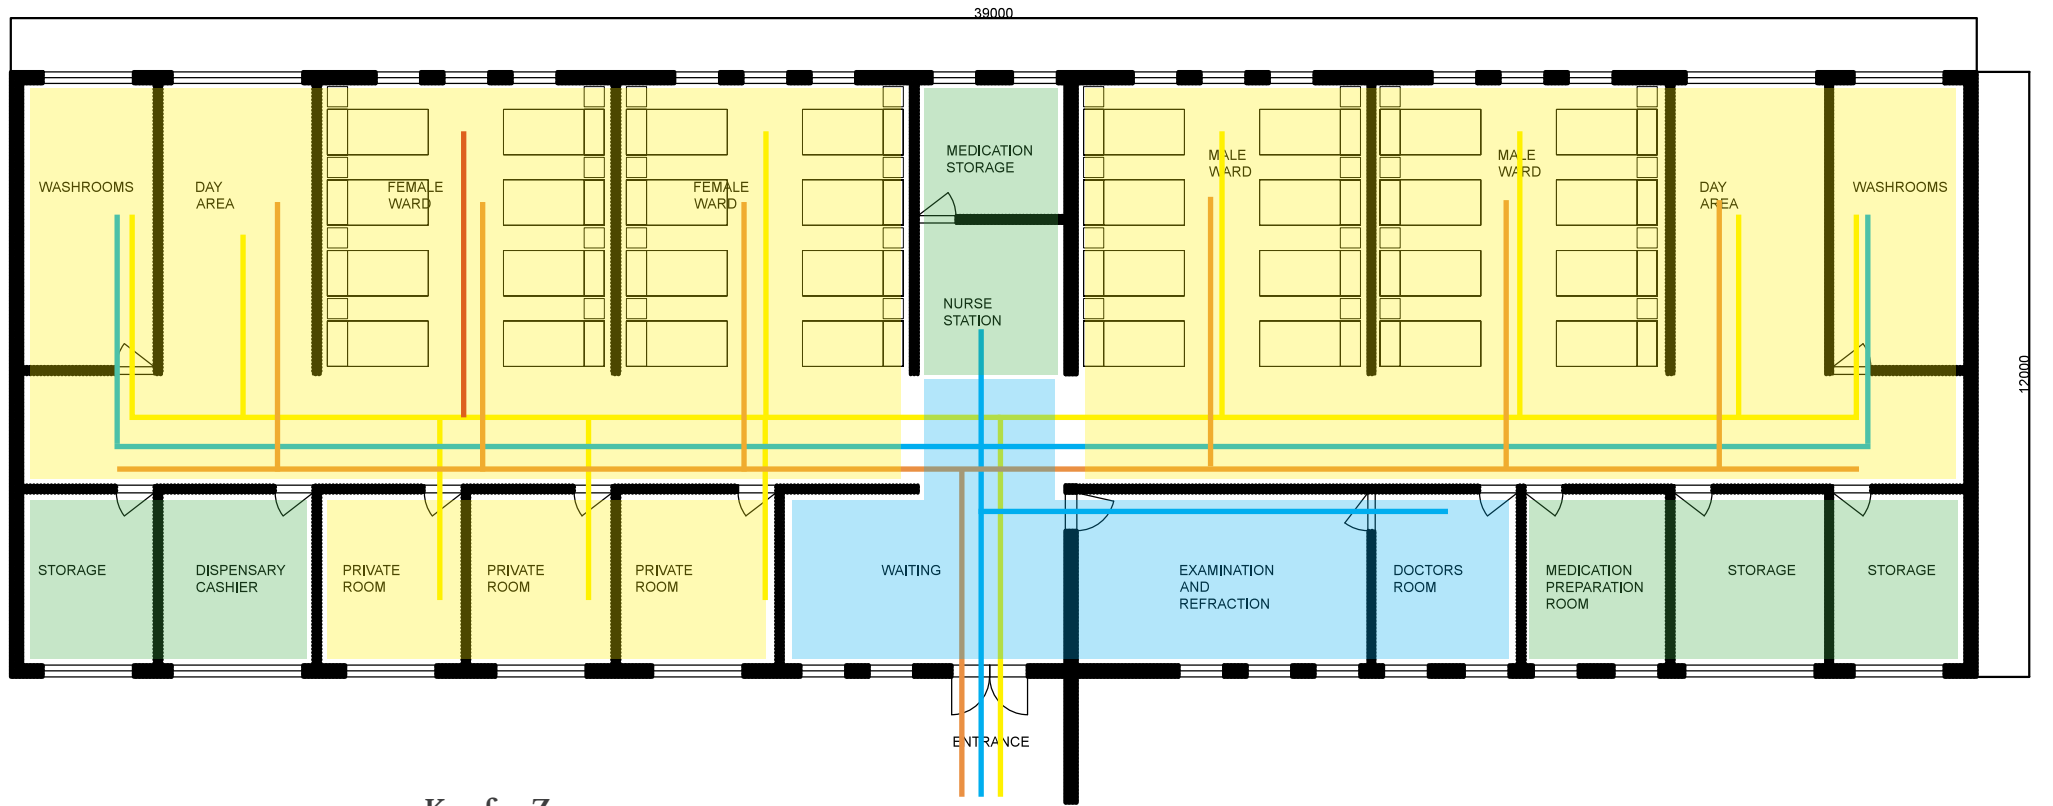 39000
WASHROOMS
DAY
AREA
FEMALE
WARD
FEMALE
WARD
MEDICATION
STORAGE
MALE
WARD
MALE
WARD
DAY
AREA
WASHROOMS
NURSE
STATION
12000
STORAGE
DISPENSARY
CASHIER
PRIVATE
ROOM
PRIVATE
ROOM
PRIVATE
ROOM
WAITING
EXAMINATION
AND
REFRACTION
DOCTORS
ROOM
MEDICATION
PREPARATION
ROOM
STORAGE
STORAGE
ENTRANCE